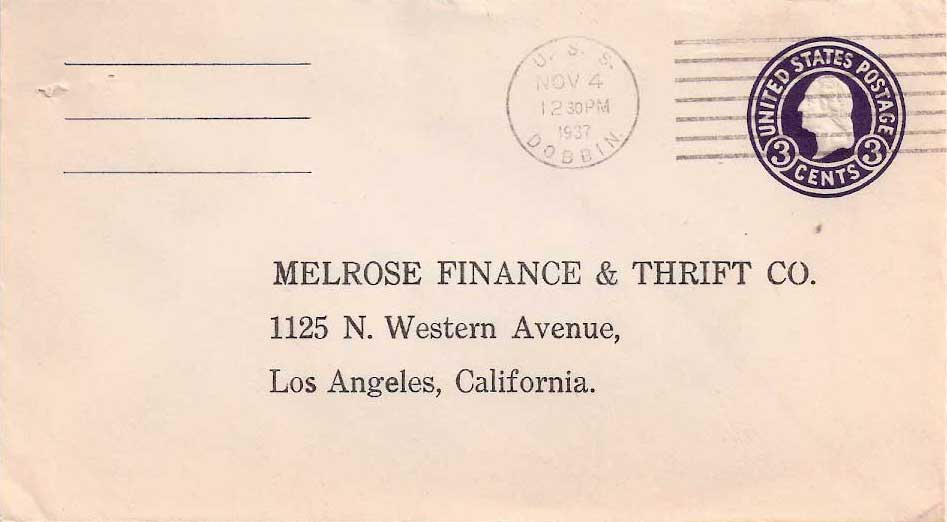 U. S. S.
NOV 4
12 30 PM
1937
DOBBIN.
UNITED STATES POSTAGE
3 CENTS 3
MELROSE FINANCE & THRIFT CO.
1125 N. Western Avenue,
Los Angeles, California.